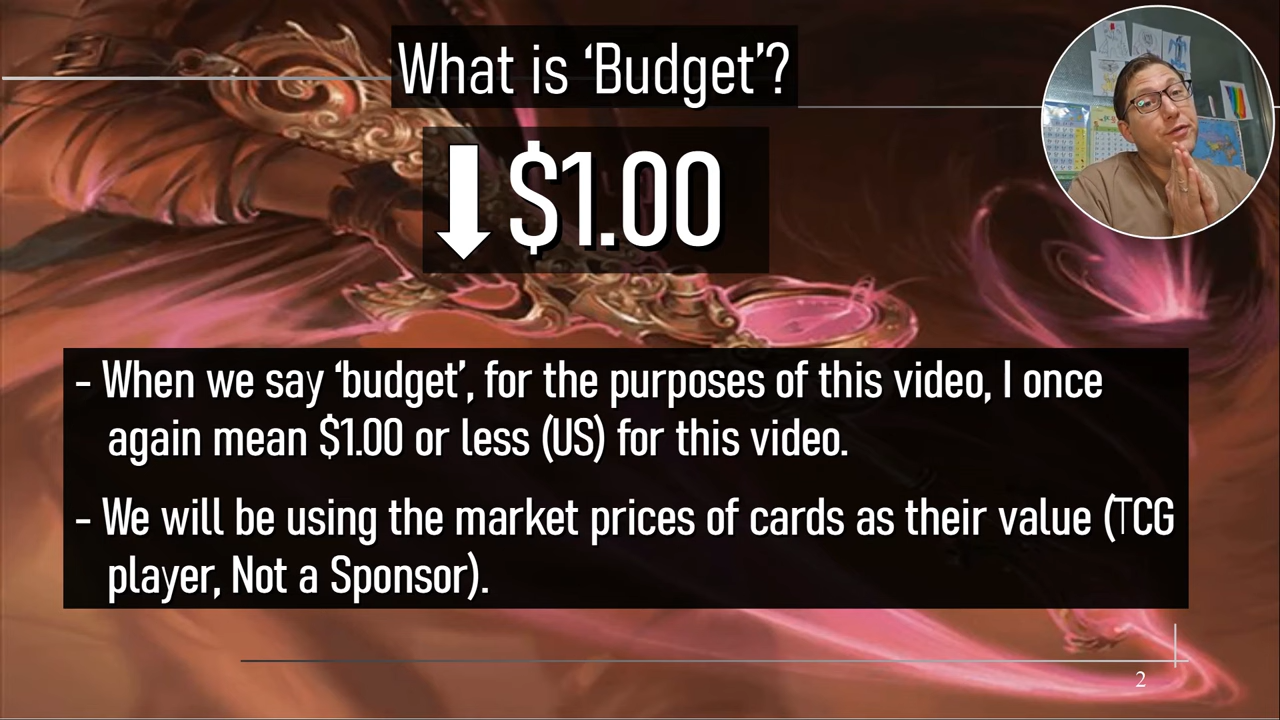 What is ‘Budget’?
$1.00
- When we say ‘budget’, for the purposes of this video, I once
again mean $1.00 or less (US) for this video.
- We will be using the market prices of cards as their value (TCG
player, Not a Sponsor).
2